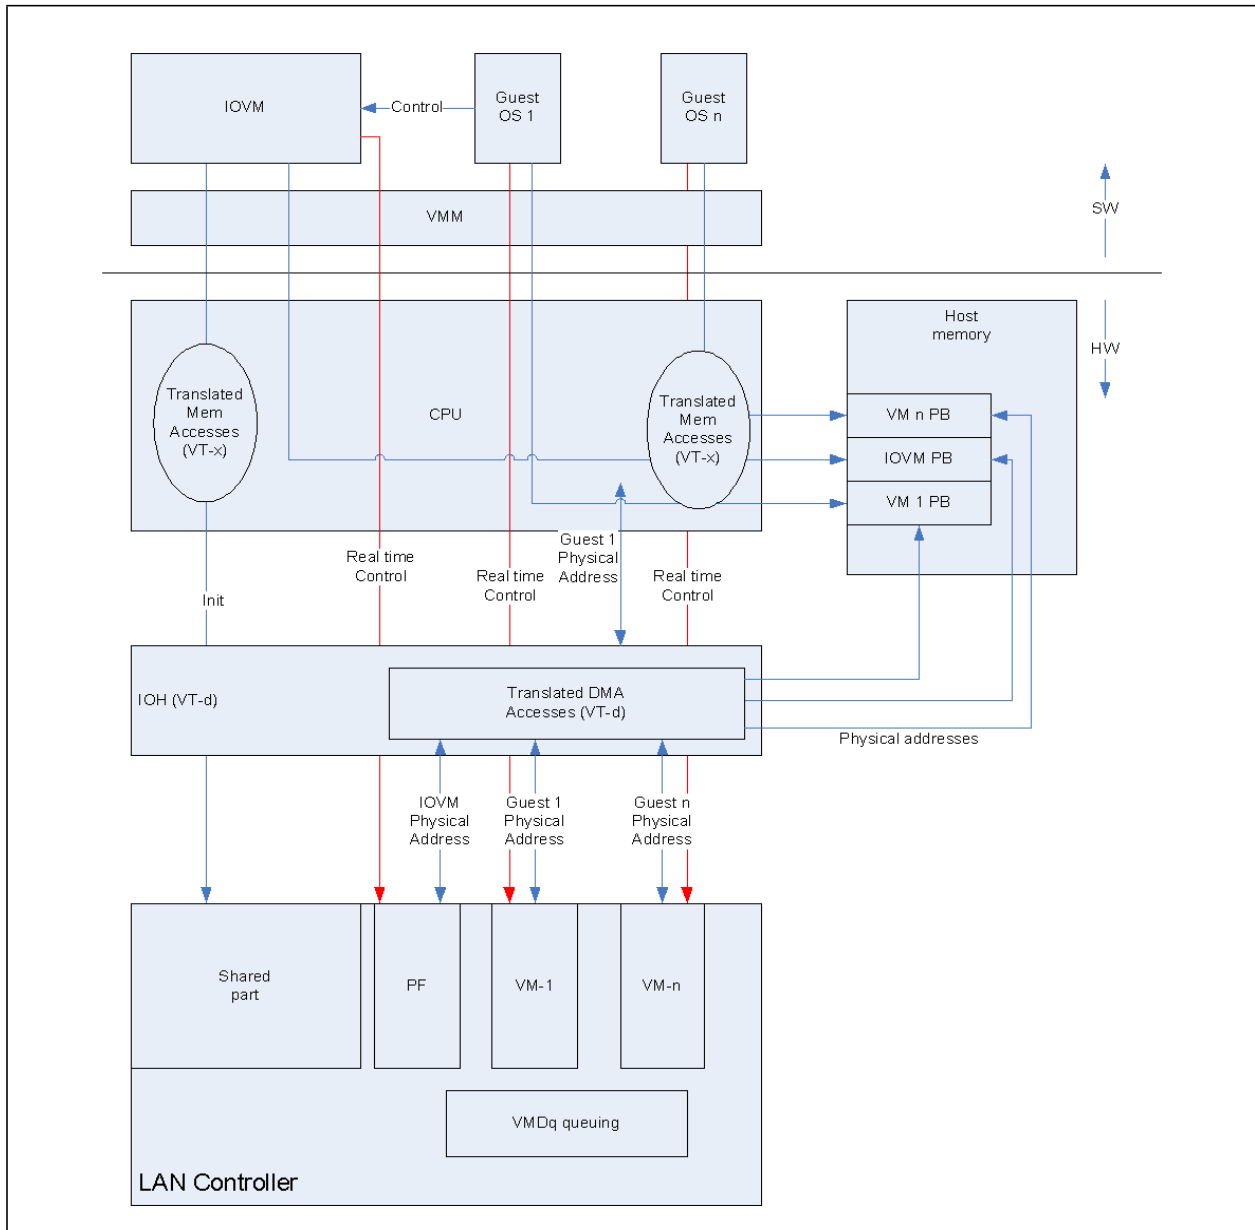 IOVM
Control
Guest
OS 1
Guest
OS n
SW
VMM
HW
Host
memory
Translated
Mem
Accesses
(VT-x)
CPU
Translated
Mem
Accesses
(VT-x)
VM n PB
IOVM PB
VM 1 PB
Guest 1
Physical
Address
Real time
Control
Real time
Control
Real time
Control
Init
IOH (VT-d)
Translated DMA
Accesses (VT-d)
Physical addresses
IOVM
Physical
Address
Guest 1
Physical
Address
Guest n
Physical
Address
Shared
part
PF
VM-1
VM-n
VMDq queuing
LAN Controller